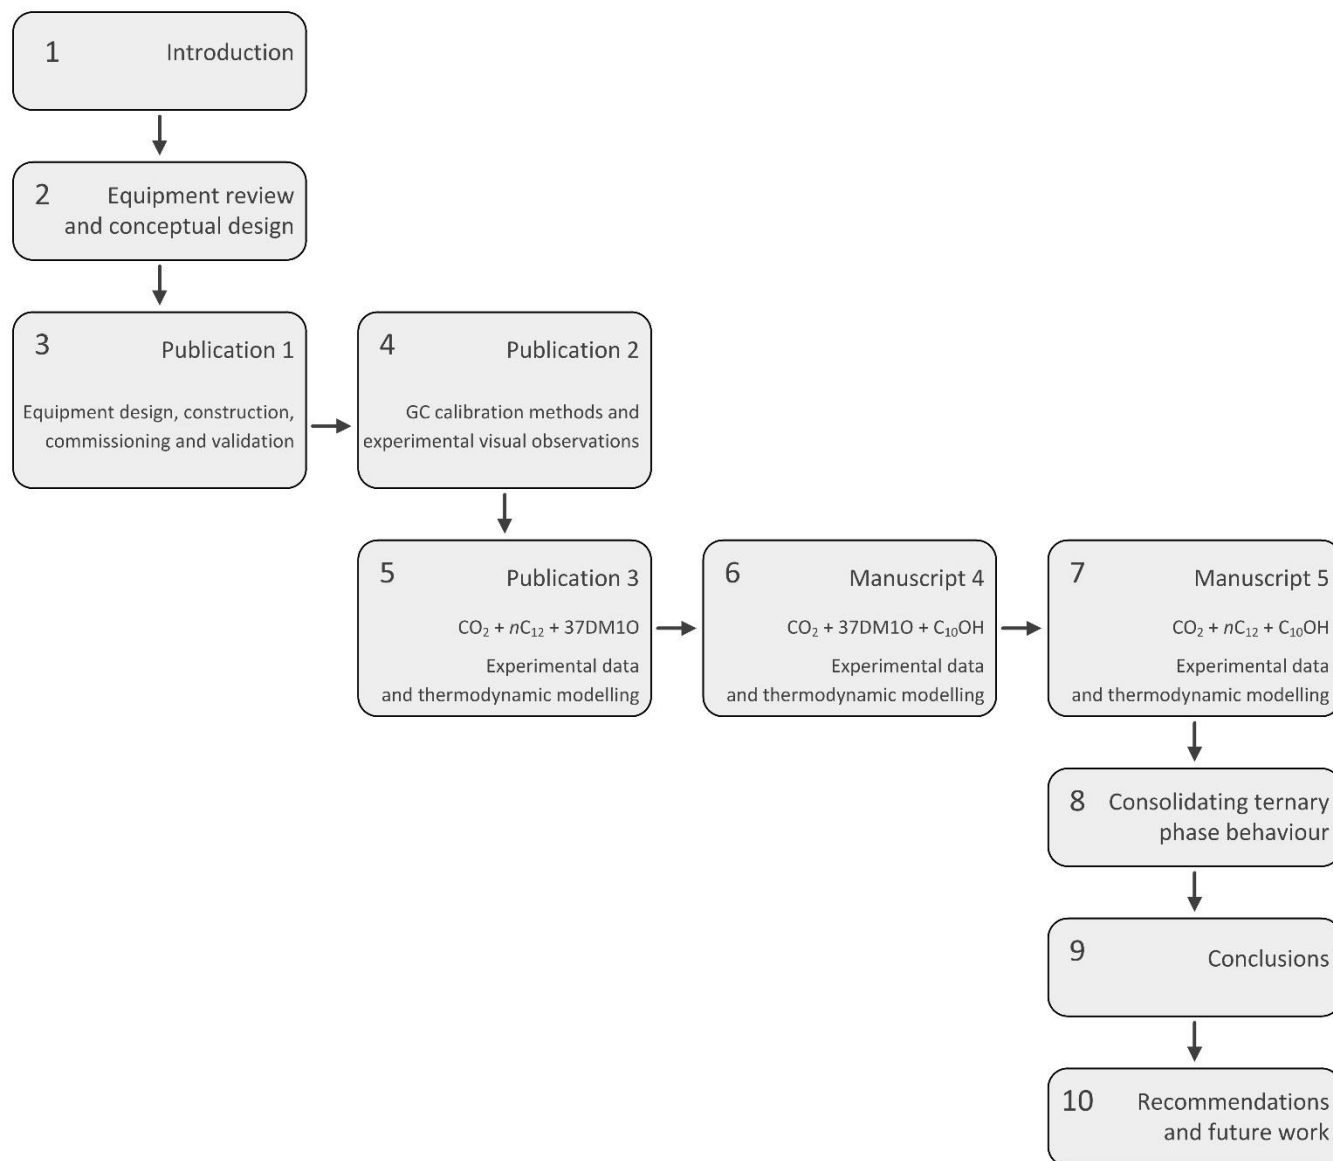 1 Introduction
2 Equipment review
and conceptual design
3 Publication 1
Equipment design, construction,
commissioning and validation
4 Publication 2
GC calibration methods and
experimental visual observations
5 Publication 3
CO₂ + nC₁₂ + 37DM1O
Experimental data
and thermodynamic modelling
6 Manuscript 4
CO₂ + 37DM1O + C₁₀OH
Experimental data
and thermodynamic modelling
7 Manuscript 5
CO₂ + nC₁₂ + C₁₀OH
Experimental data
and thermodynamic modelling
8 Consolidating ternary
phase behaviour
9 Conclusions
10 Recommendations
and future work